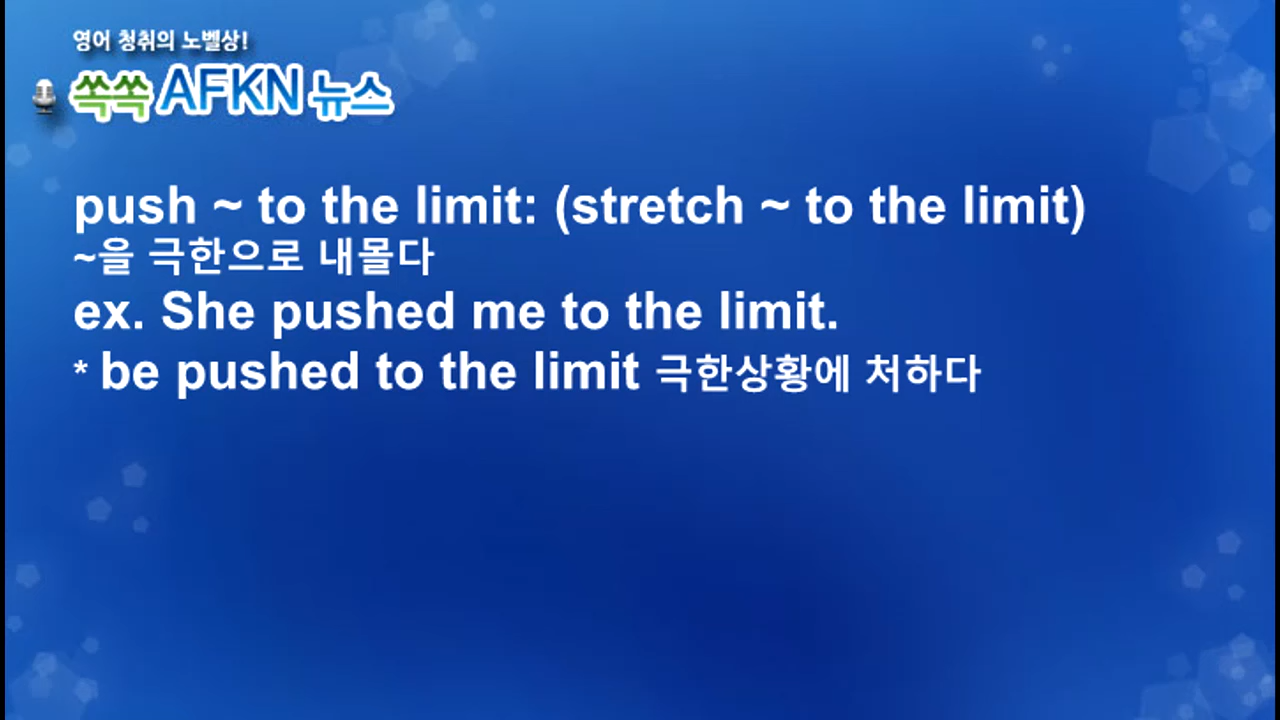 영어 청취의 노벨상!
쏙쏙 AFKN 뉴스
push ~ to the limit: (stretch ~ to the limit)
~을 극한으로 내몰다
ex. She pushed me to the limit.
* be pushed to the limit 극한상황에 처하다